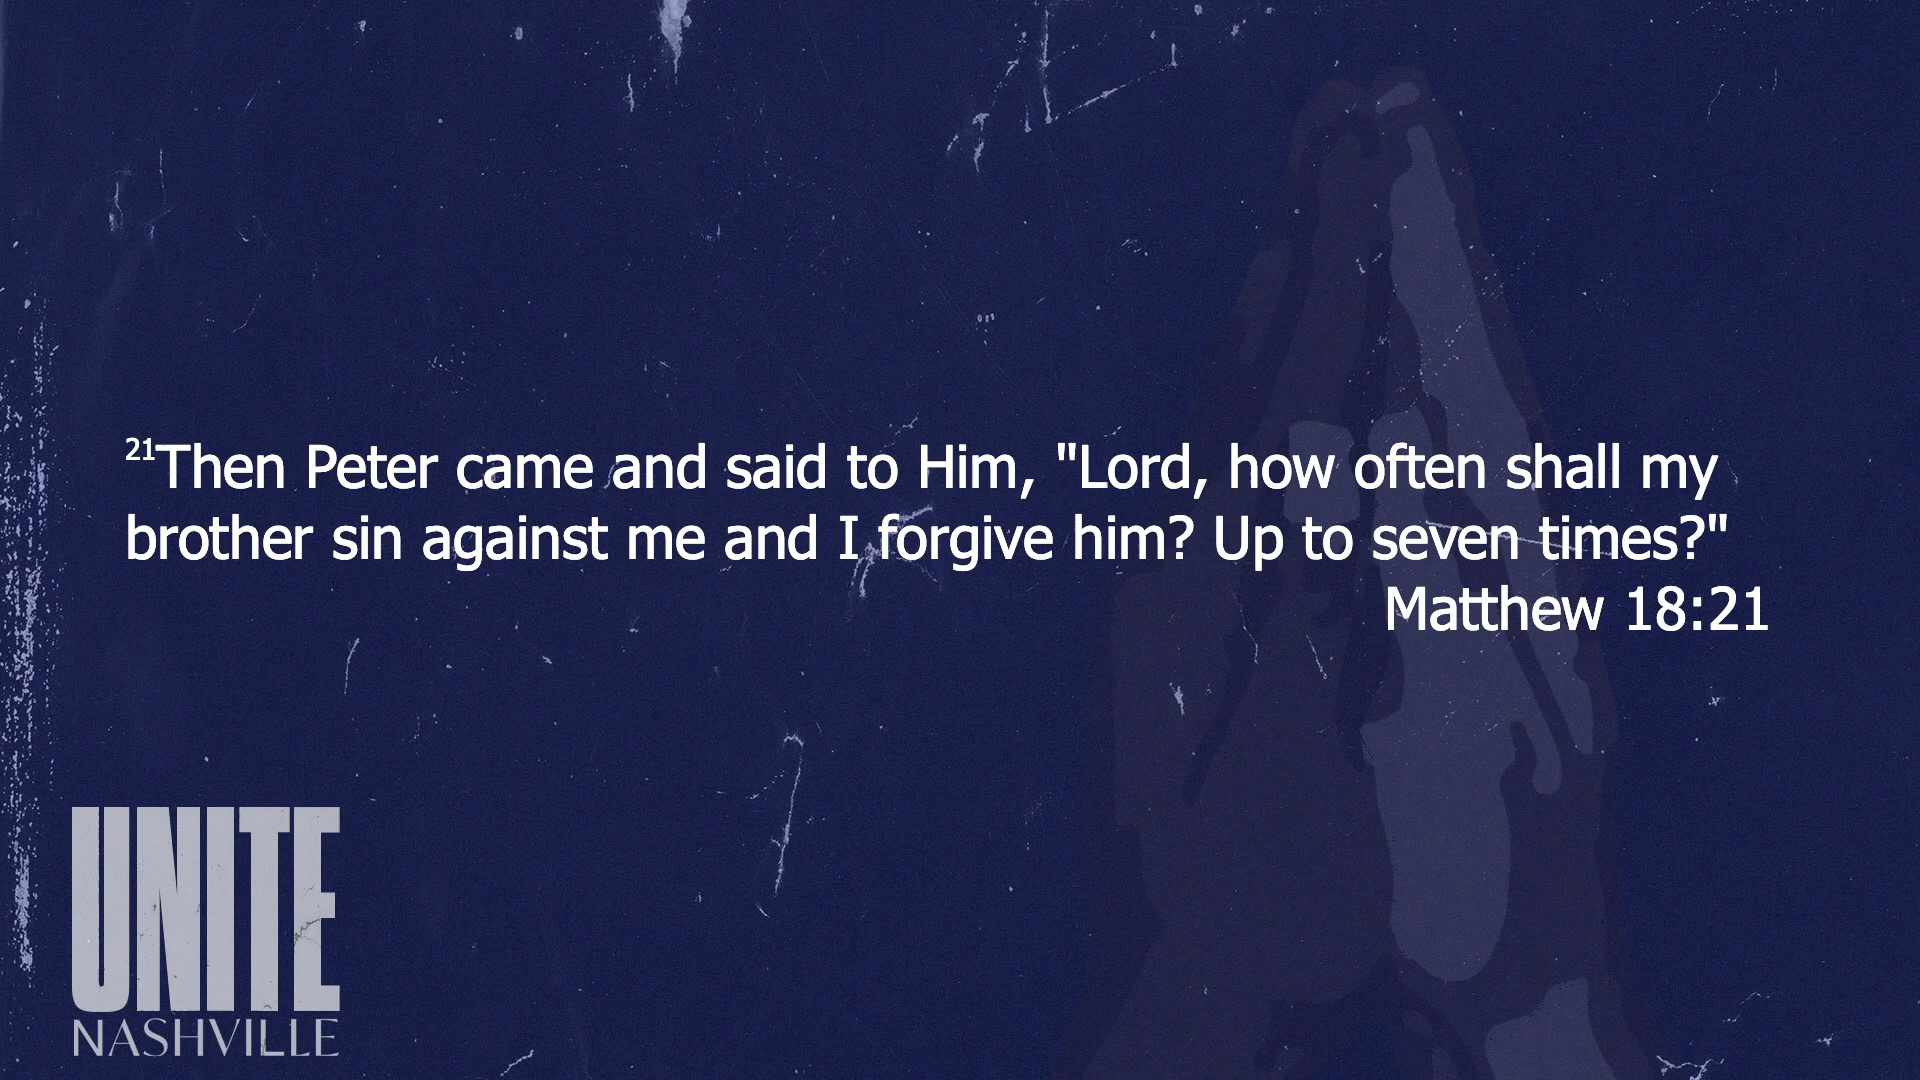 21Then Peter came and said to Him, "Lord, how often shall my
brother sin against me and I forgive him? Up to seven times?"
Matthew 18:21
UNITE
NASHVILLE